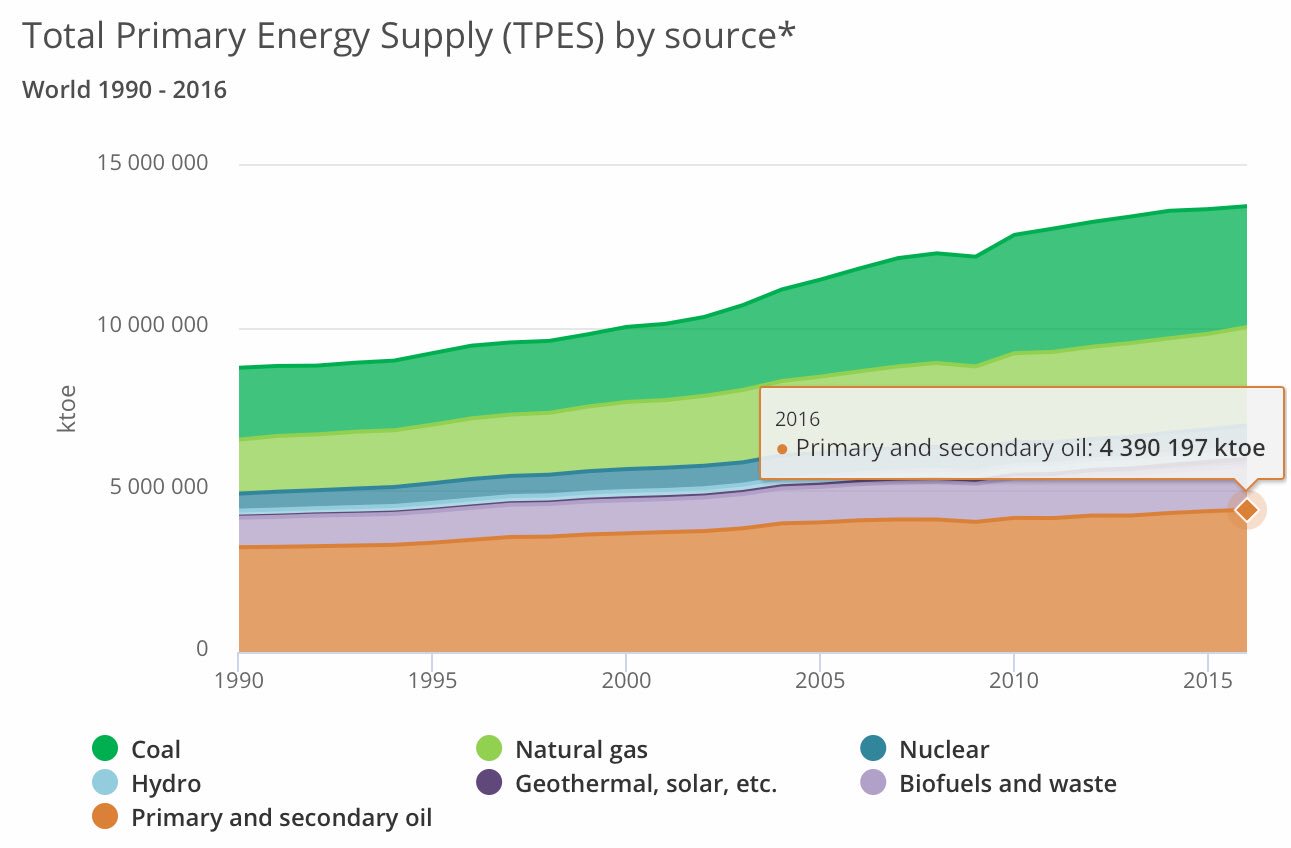 Total Primary Energy Supply (TPES) by source*
World 1990 - 2016
15 000 000
10 000 000
5 000 000
0
ktoe
2016
Primary and secondary oil: 4 390 197 ktoe
1990 1995 2000 2005 2010 2015
Coal Natural gas Nuclear
Hydro Geothermal, solar, etc. Biofuels and waste
Primary and secondary oil